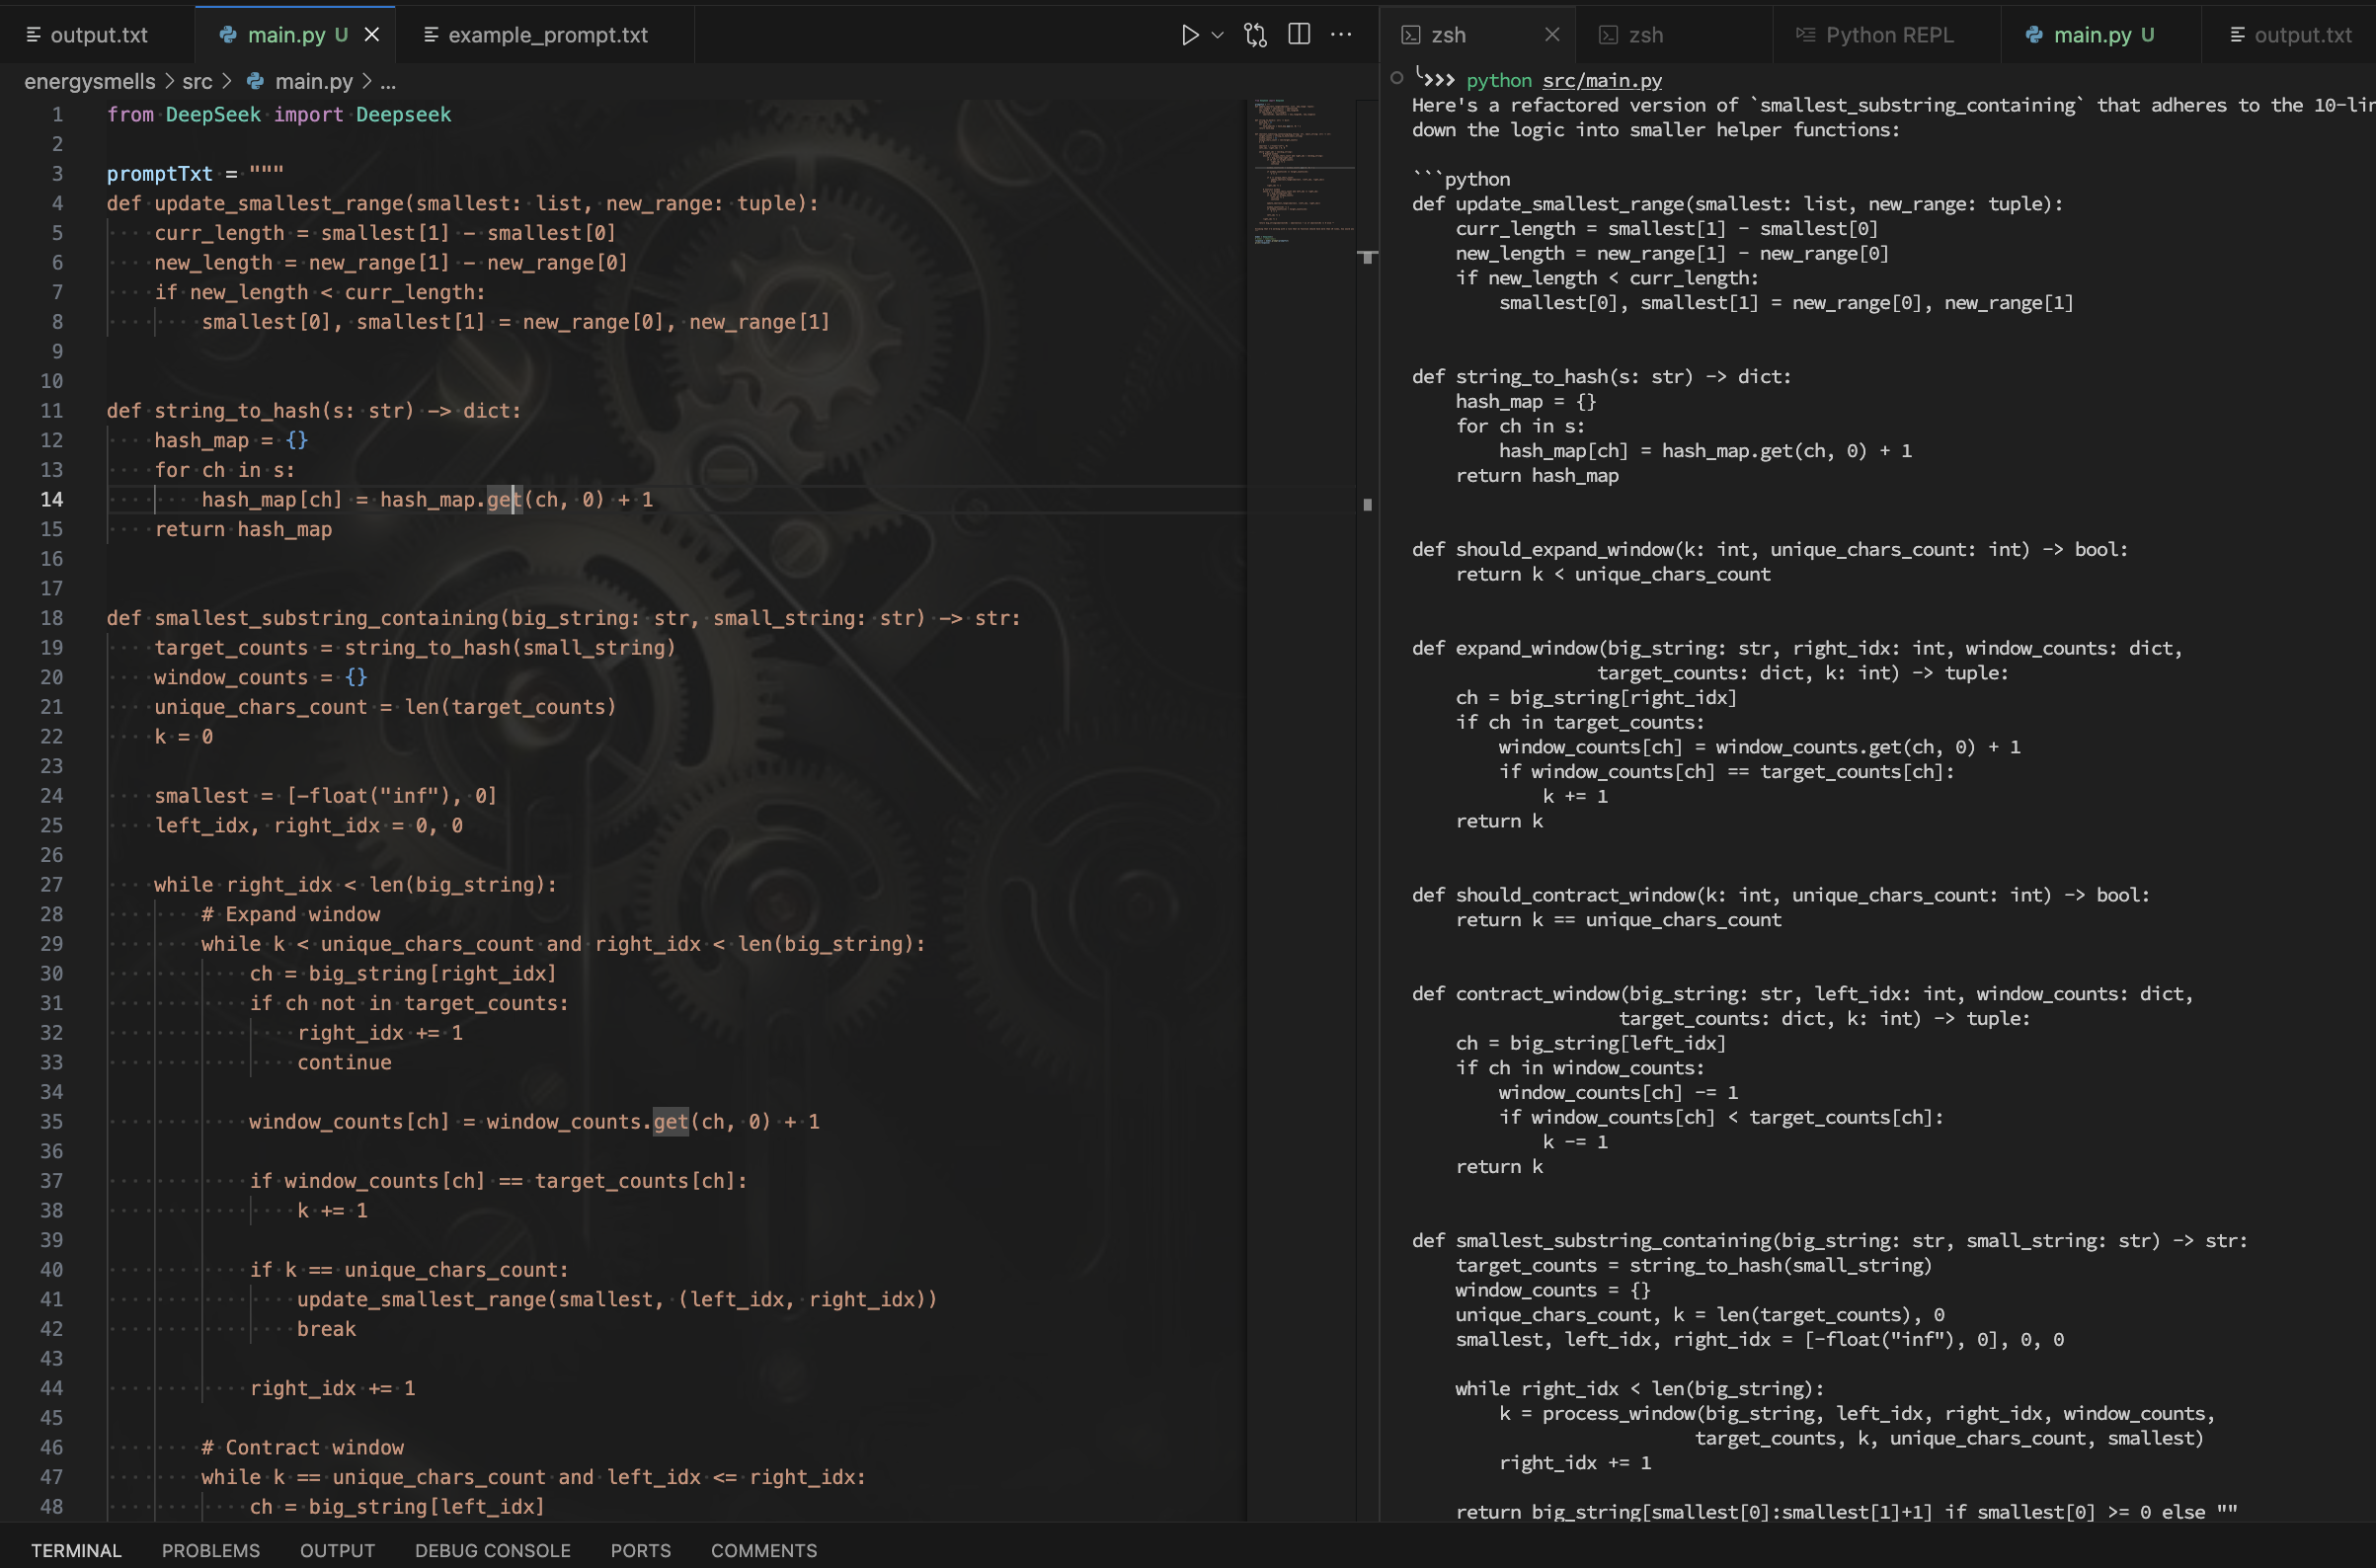 output.txt
main.py U
example_prompt.txt
energysmells > src > main.py > ...
1 from DeepSeek import Deepseek
2
3 promptTxt = """
4 def update_smallest_range(smallest: list, new_range: tuple):
5     curr_length = smallest[1] - smallest[0]
6     new_length = new_range[1] - new_range[0]
7     if new_length < curr_length:
8         smallest[0], smallest[1] = new_range[0], new_range[1]
9
10
11 def string_to_hash(s: str) -> dict:
12     hash_map = {}
13     for ch in s:
14         hash_map[ch] = hash_map.get(ch, 0) + 1
15     return hash_map
16
17
18 def smallest_substring_containing(big_string: str, small_string: str) -> str:
19     target_counts = string_to_hash(small_string)
20     window_counts = {}
21     unique_chars_count = len(target_counts)
22     k = 0
23
24     smallest = [-float("inf"), 0]
25     left_idx, right_idx = 0, 0
26
27     while right_idx < len(big_string):
28         # Expand window
29         while k < unique_chars_count and right_idx < len(big_string):
30             ch = big_string[right_idx]
31             if ch not in target_counts:
32                 right_idx += 1
33                 continue
34
35             window_counts[ch] = window_counts.get(ch, 0) + 1
36
37             if window_counts[ch] == target_counts[ch]:
38                 k += 1
39
40             if k == unique_chars_count:
41                 update_smallest_range(smallest, (left_idx, right_idx))
42                 break
43
44             right_idx += 1
45
46         # Contract window
47         while k == unique_chars_count and left_idx <= right_idx:
48             ch = big_string[left_idx]
zsh
zsh
Python REPL
main.py U
output.txt
>>> python src/main.py
Here's a refactored version of `smallest_substring_containing` that adheres to the 10-lin
down the logic into smaller helper functions:

```python
def update_smallest_range(smallest: list, new_range: tuple):
    curr_length = smallest[1] - smallest[0]
    new_length = new_range[1] - new_range[0]
    if new_length < curr_length:
        smallest[0], smallest[1] = new_range[0], new_range[1]


def string_to_hash(s: str) -> dict:
    hash_map = {}
    for ch in s:
        hash_map[ch] = hash_map.get(ch, 0) + 1
    return hash_map


def should_expand_window(k: int, unique_chars_count: int) -> bool:
    return k < unique_chars_count


def expand_window(big_string: str, right_idx: int, window_counts: dict,
                 target_counts: dict, k: int) -> tuple:
    ch = big_string[right_idx]
    if ch in target_counts:
        window_counts[ch] = window_counts.get(ch, 0) + 1
        if window_counts[ch] == target_counts[ch]:
            k += 1
    return k


def should_contract_window(k: int, unique_chars_count: int) -> bool:
    return k == unique_chars_count


def contract_window(big_string: str, left_idx: int, window_counts: dict,
                   target_counts: dict, k: int) -> tuple:
    ch = big_string[left_idx]
    if ch in window_counts:
        window_counts[ch] -= 1
        if window_counts[ch] < target_counts[ch]:
            k -= 1
    return k


def smallest_substring_containing(big_string: str, small_string: str) -> str:
    target_counts = string_to_hash(small_string)
    window_counts = {}
    unique_chars_count, k = len(target_counts), 0
    smallest, left_idx, right_idx = [-float("inf"), 0], 0, 0

    while right_idx < len(big_string):
        k = process_window(big_string, left_idx, right_idx, window_counts,
                          target_counts, k, unique_chars_count, smallest)
        right_idx += 1

    return big_string[smallest[0]:smallest[1]+1] if smallest[0] >= 0 else ""
TERMINAL PROBLEMS OUTPUT DEBUG CONSOLE PORTS COMMENTS